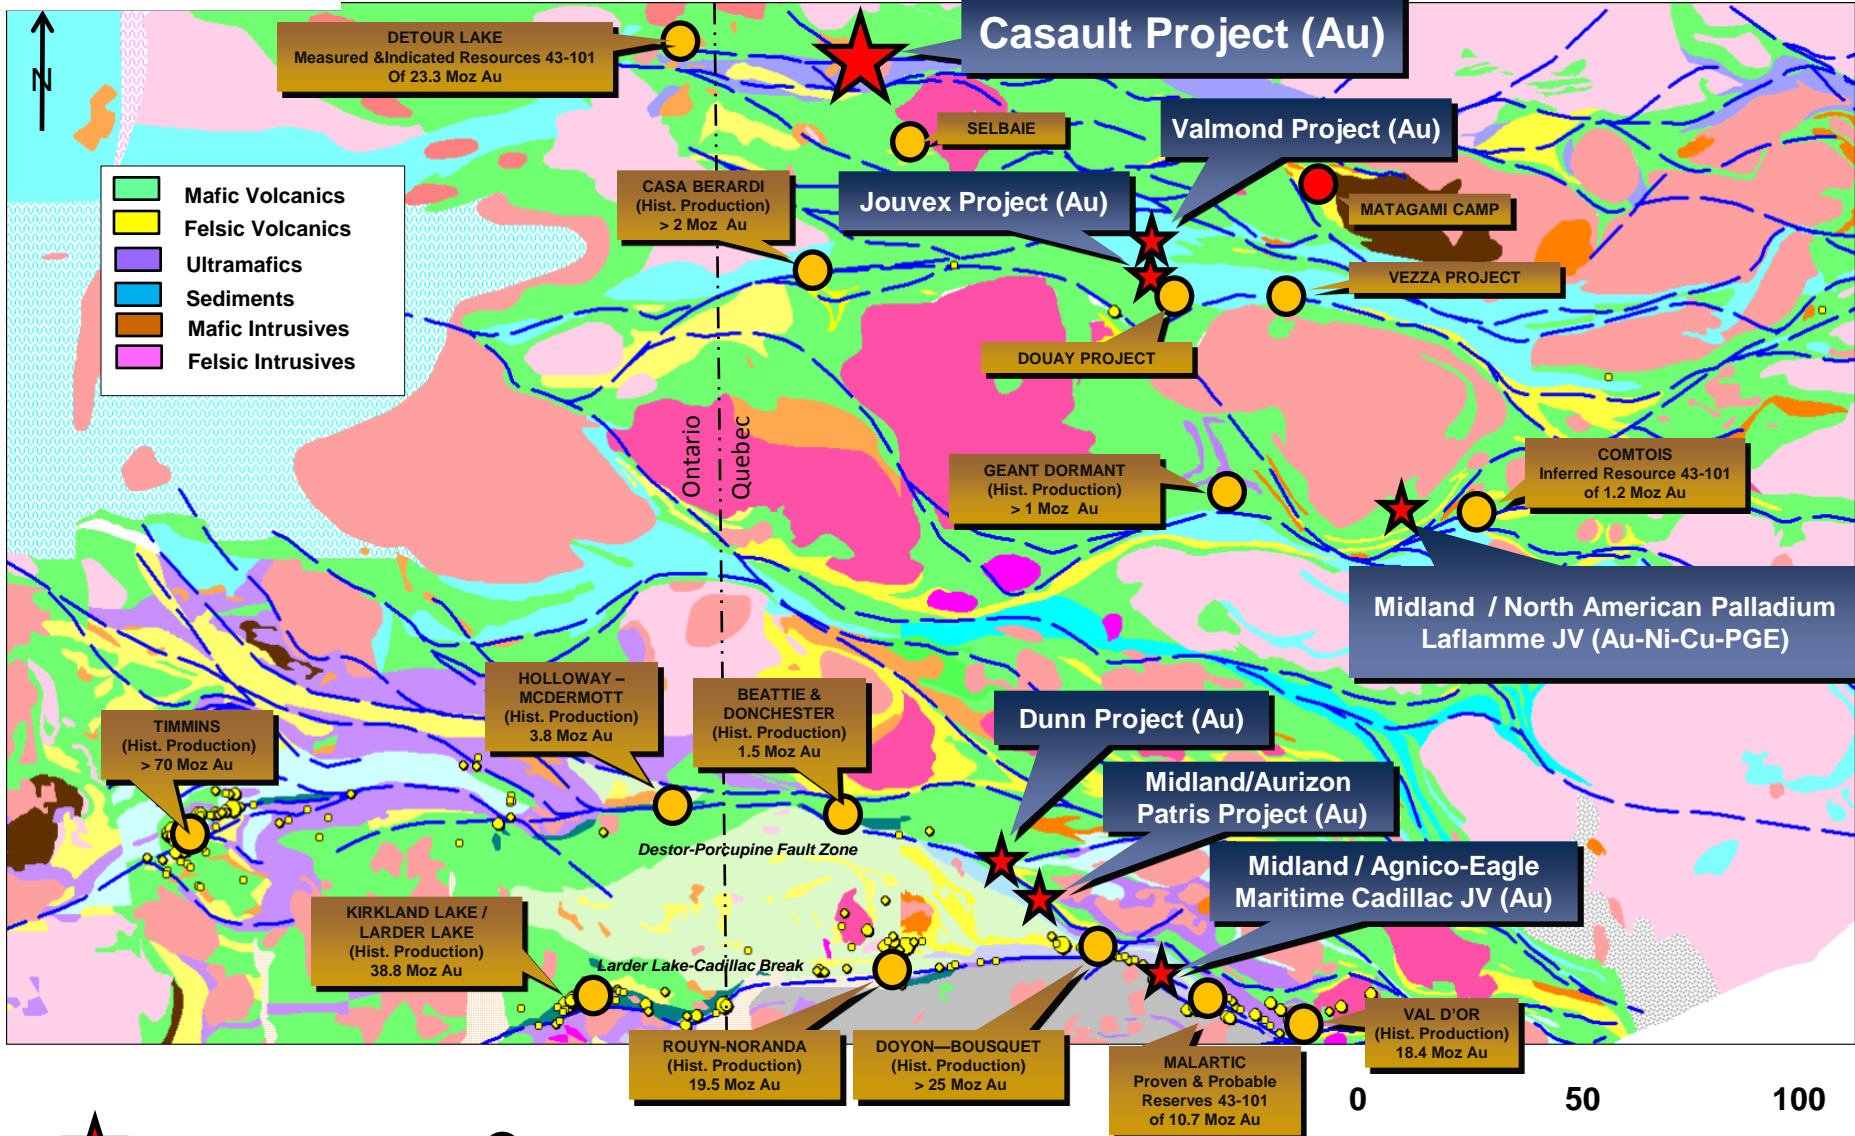 DETOUR LAKE
Measured &Indicated Resources 43-101
Of 23.3 Moz Au
Casault Project (Au)
N
SELBAIE
Valmond Project (Au)
Mafic Volcanics
Felsic Volcanics
Ultramafics
Sediments
Mafic Intrusives
Felsic Intrusives
CASA BERARDI
(Hist. Production)
> 2 Moz Au
Jouvex Project (Au)
MATAGAMI CAMP
VEZZA PROJECT
DOUAY PROJECT
Ontario
Quebec
GEANT DORMANT
(Hist. Production)
> 1 Moz Au
COMTOIS
Inferred Resource 43-101
of 1.2 Moz Au
Midland / North American Palladium
Laflamme JV (Au-Ni-Cu-PGE)
HOLLOWAY –
MCDERMOTT
(Hist. Production)
3.8 Moz Au
BEATTIE &
DONCHESTER
(Hist. Production)
1.5 Moz Au
Dunn Project (Au)
TIMMINS
(Hist. Production)
> 70 Moz Au
Midland/Aurizon
Patris Project (Au)
Destor-Porcupine Fault Zone
Midland / Agnico-Eagle
Maritime Cadillac JV (Au)
KIRKLAND LAKE /
LARDER LAKE
(Hist. Production)
38.8 Moz Au
Larder Lake-Cadillac Break
ROUYN-NORANDA
(Hist. Production)
19.5 Moz Au
DOYON—BOUSQUET
(Hist. Production)
> 25 Moz Au
MALARTIC
Proven & Probable
Reserves 43-101
of 10.7 Moz Au
VAL D'OR
(Hist. Production)
18.4 Moz Au
0 50 100